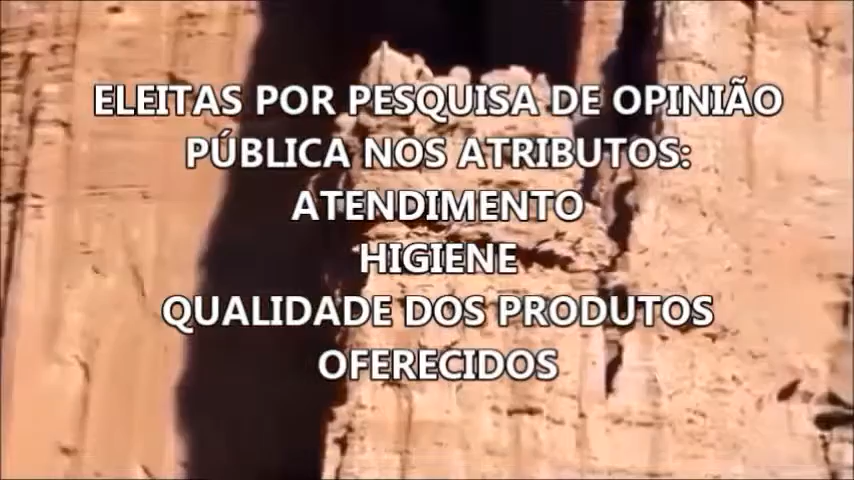 ELEITAS POR PESQUISA DE OPINIÃO
PÚBLICA NOS ATRIBUTOS:
ATENDIMENTO
HIGIENE
QUALIDADE DOS PRODUTOS
OFERECIDOS